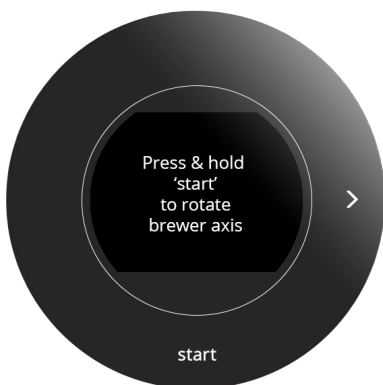 Press & hold
‘start’
to rotate
brewer axis
start